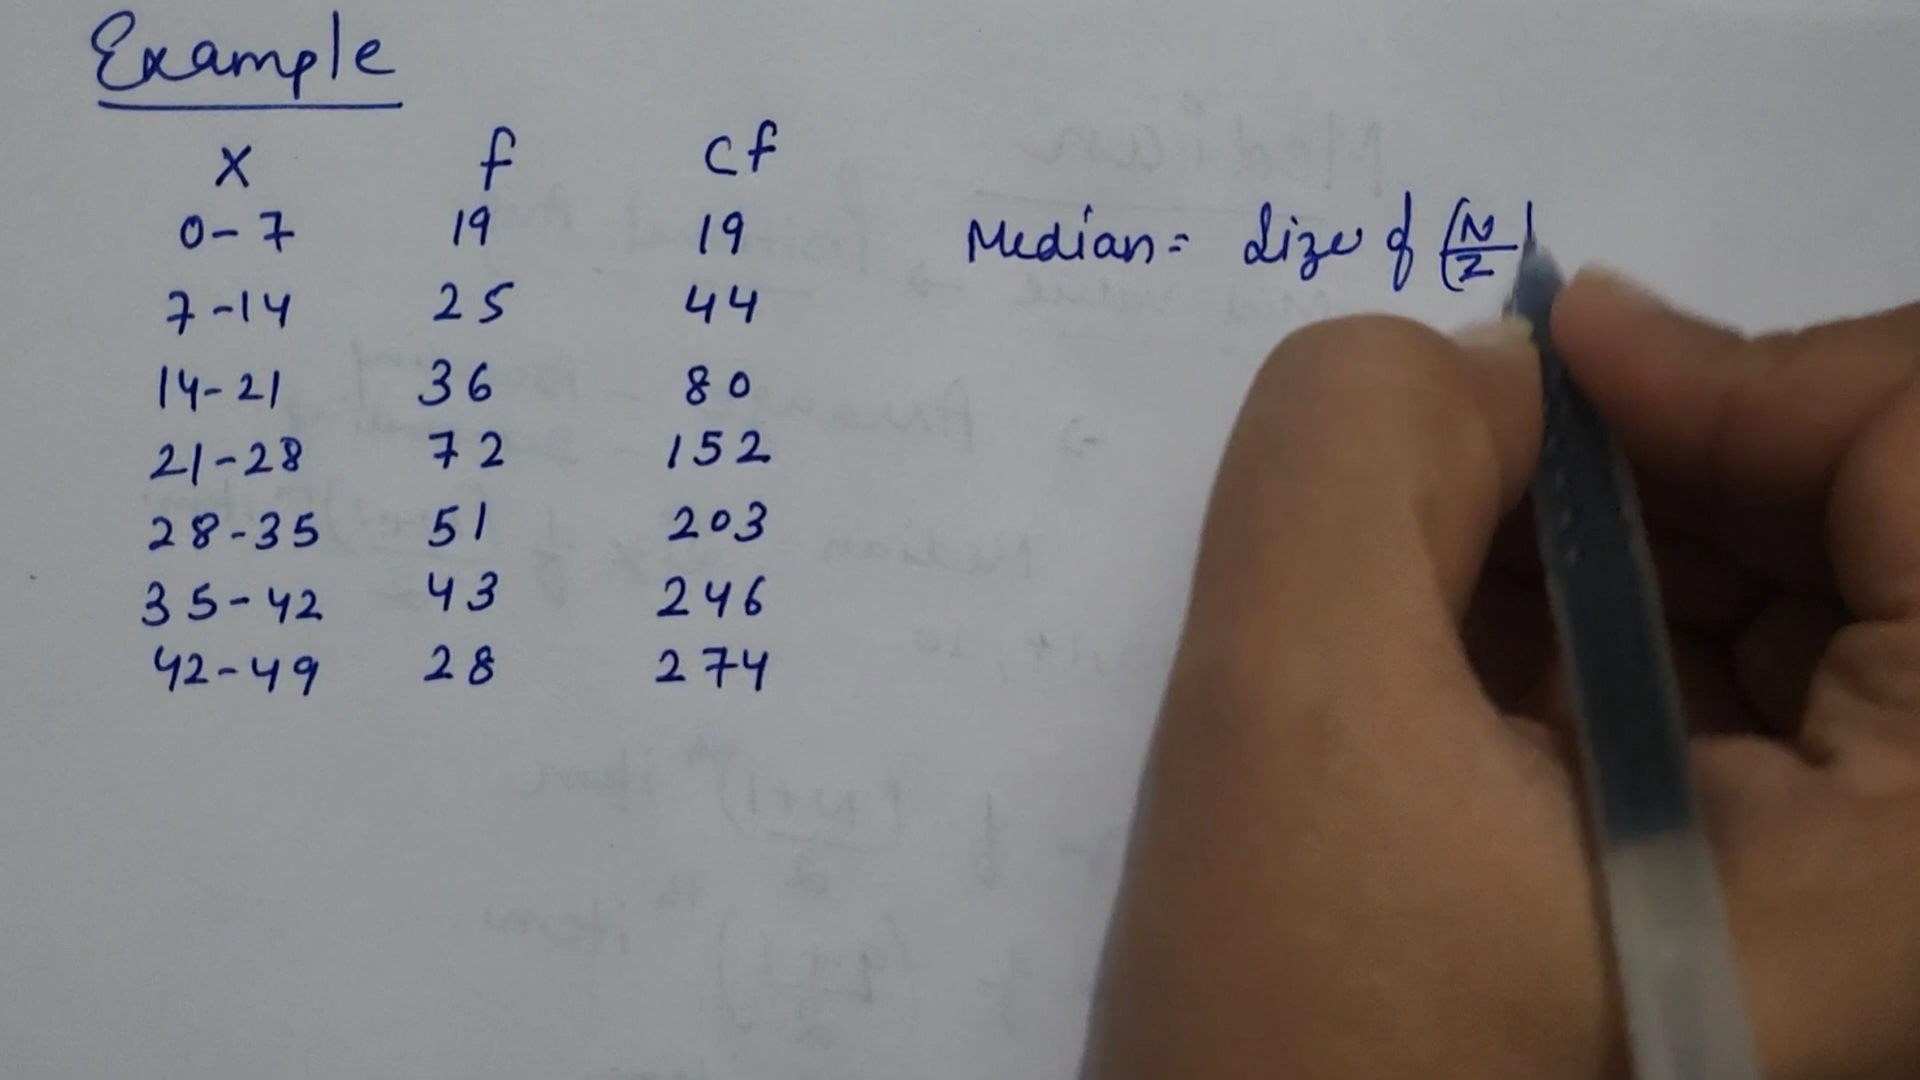 Example
X f cf
0-7 19 19
7-14 25 44
14-21 36 80
21-28 72 152
28-35 51 203
35-42 43 246
42-49 28 274
Median = Size of (N/2